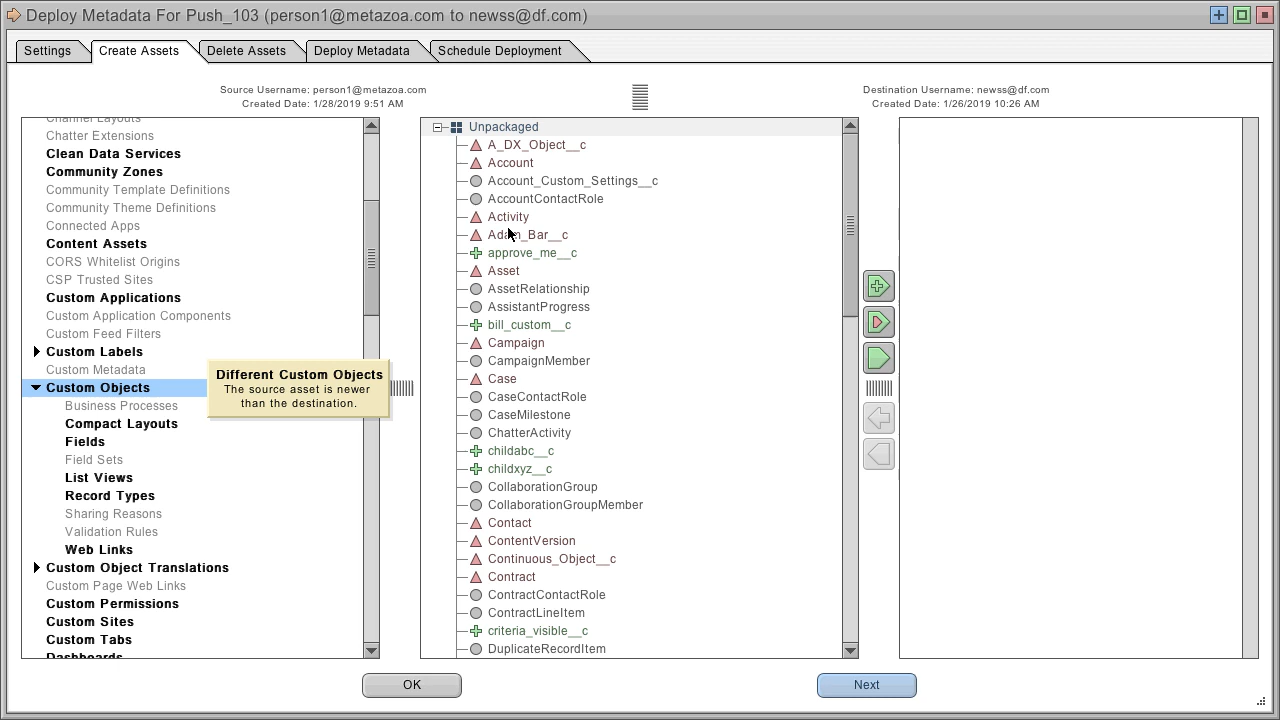 Deploy Metadata For Push_103 (person1@metazoa.com to newss@df.com)
Settings
Create Assets
Delete Assets
Deploy Metadata
Schedule Deployment
Source Username: person1@metazoa.com
Created Date: 1/28/2019 9:51 AM
Destination Username: newss@df.com
Created Date: 1/26/2019 10:26 AM
Channel Layouts
Chatter Extensions
Clean Data Services
Community Zones
Community Template Definitions
Community Theme Definitions
Connected Apps
Content Assets
CORS Whitelist Origins
CSP Trusted Sites
Custom Applications
Custom Application Components
Custom Feed Filters
Custom Labels
Custom Metadata
Custom Objects
Business Processes
Compact Layouts
Fields
Field Sets
List Views
Record Types
Sharing Reasons
Validation Rules
Web Links
Custom Object Translations
Custom Page Web Links
Custom Permissions
Custom Sites
Custom Tabs
Dashboards
Different Custom Objects
The source asset is newer
than the destination.
Unpackaged
A_DX_Object__c
Account
Account_Custom_Settings__c
AccountContactRole
Activity
Adam_Bar__c
approve_me__c
Asset
AssetRelationship
AssistantProgress
bill_custom__c
Campaign
CampaignMember
Case
CaseContactRole
CaseMilestone
ChatterActivity
childabc__c
childxyz__c
CollaborationGroup
CollaborationGroupMember
Contact
ContentVersion
Continuous_Object__c
Contract
ContractContactRole
ContractLineItem
criteria_visible__c
DuplicateRecordItem
OK
Next